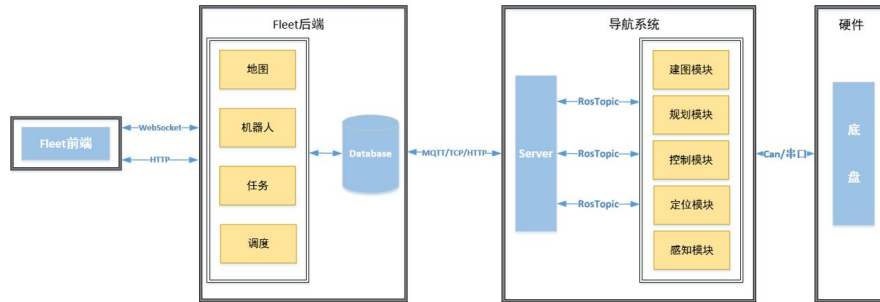 Fleet前端
WebSocket
HTTP
Fleet后端
地图
机器人
任务
调度
Database
MQTT/TCP/HTTP
导航系统
Server
RosTopic
RosTopic
RosTopic
建图模块
规划模块
控制模块
定位模块
感知模块
Can/串口
硬件
底
盘